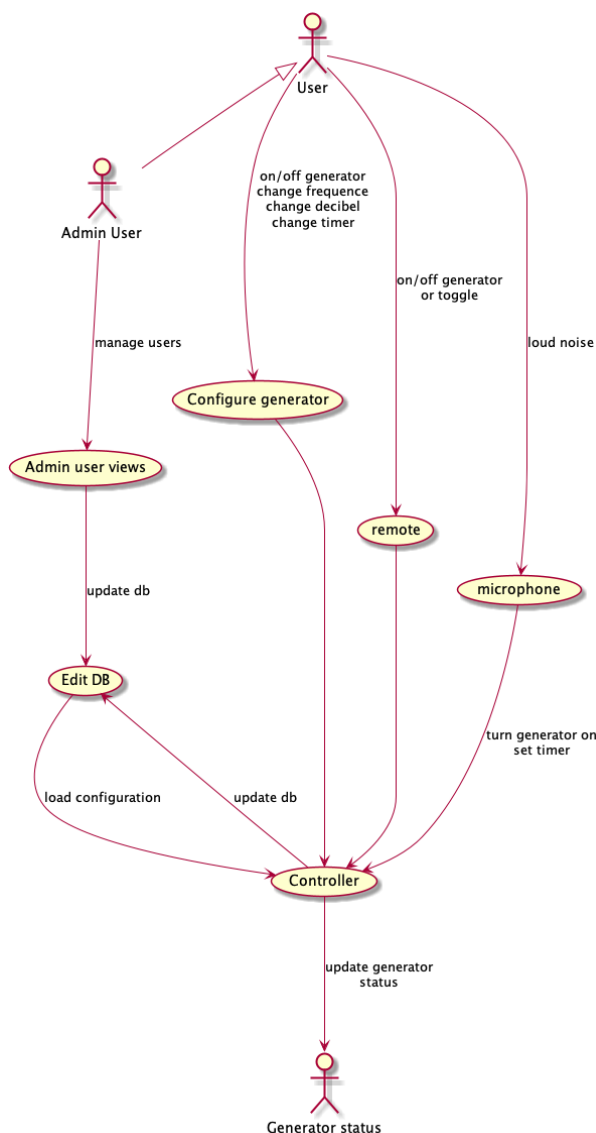 User
Admin User
on/off generator
change frequence
change decibel
change timer
on/off generator
or toggle
manage users
loud noise
Configure generator
Admin user views
remote
microphone
update db
Edit DB
turn generator on
set timer
load configuration
update db
Controller
update generator
status
Generator status